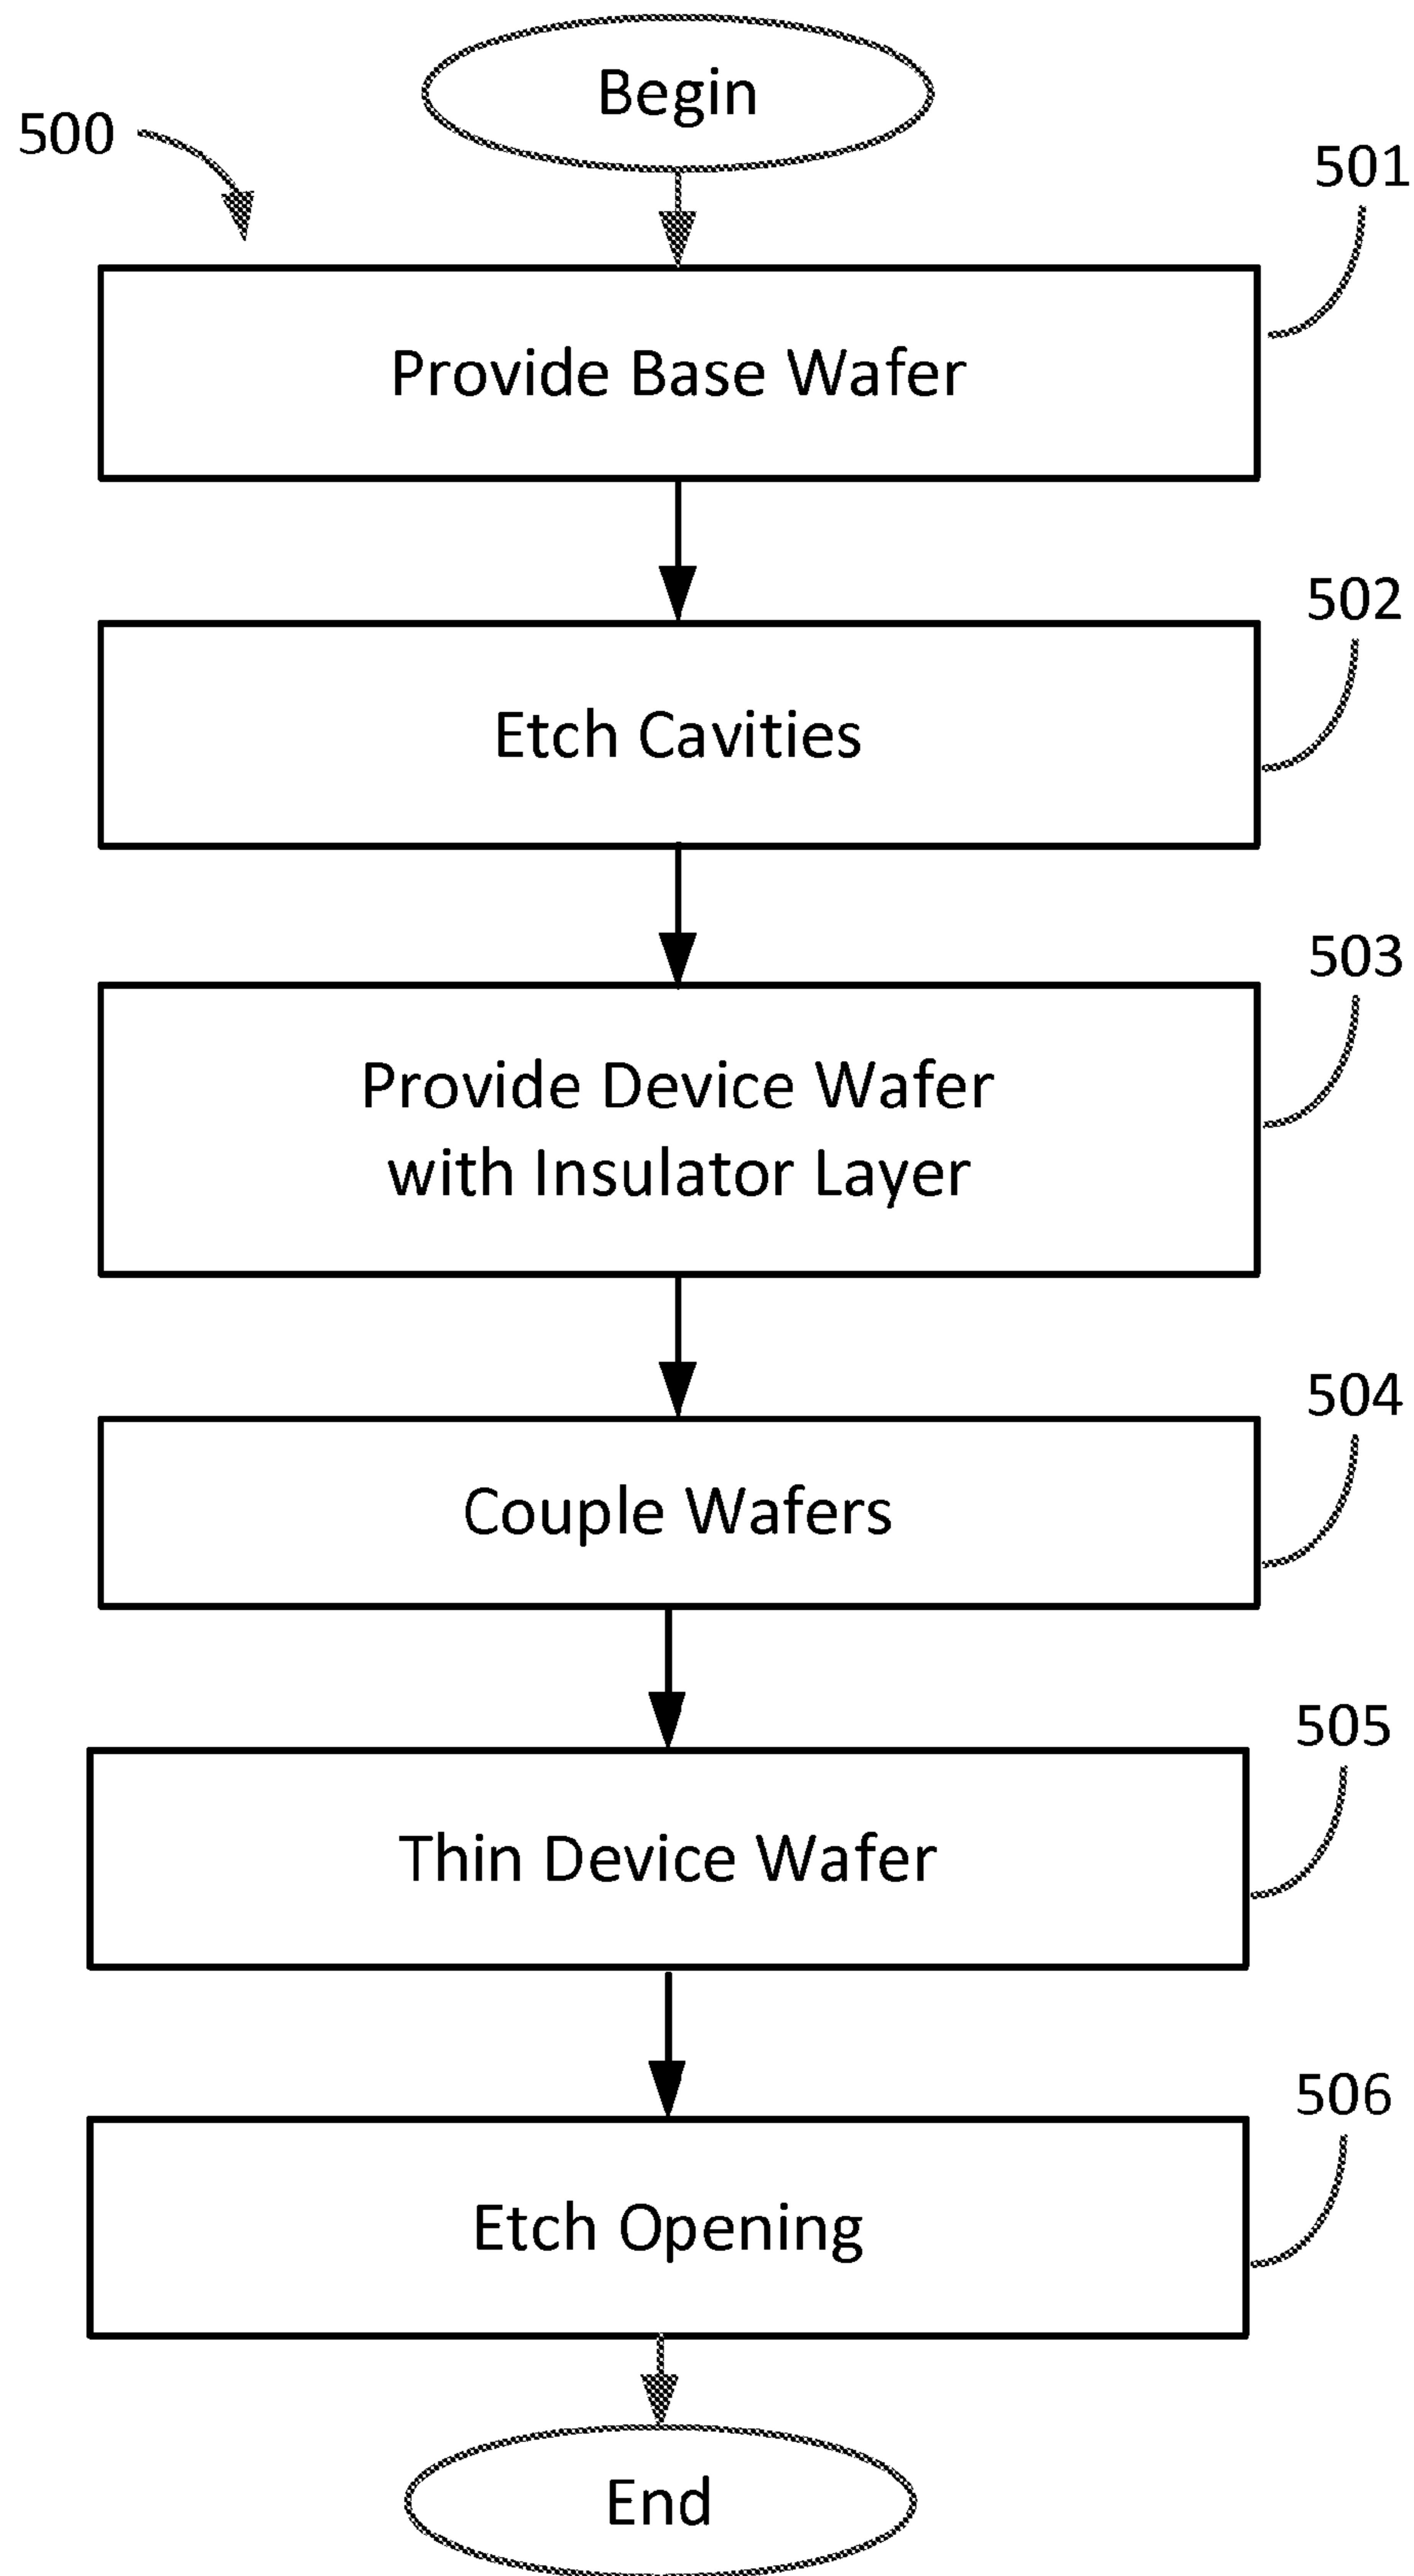 Begin
500
501
Provide Base Wafer
502
Etch Cavities
503
Provide Device Wafer
with Insulator Layer
504
Couple Wafers
505
Thin Device Wafer
506
Etch Opening
End